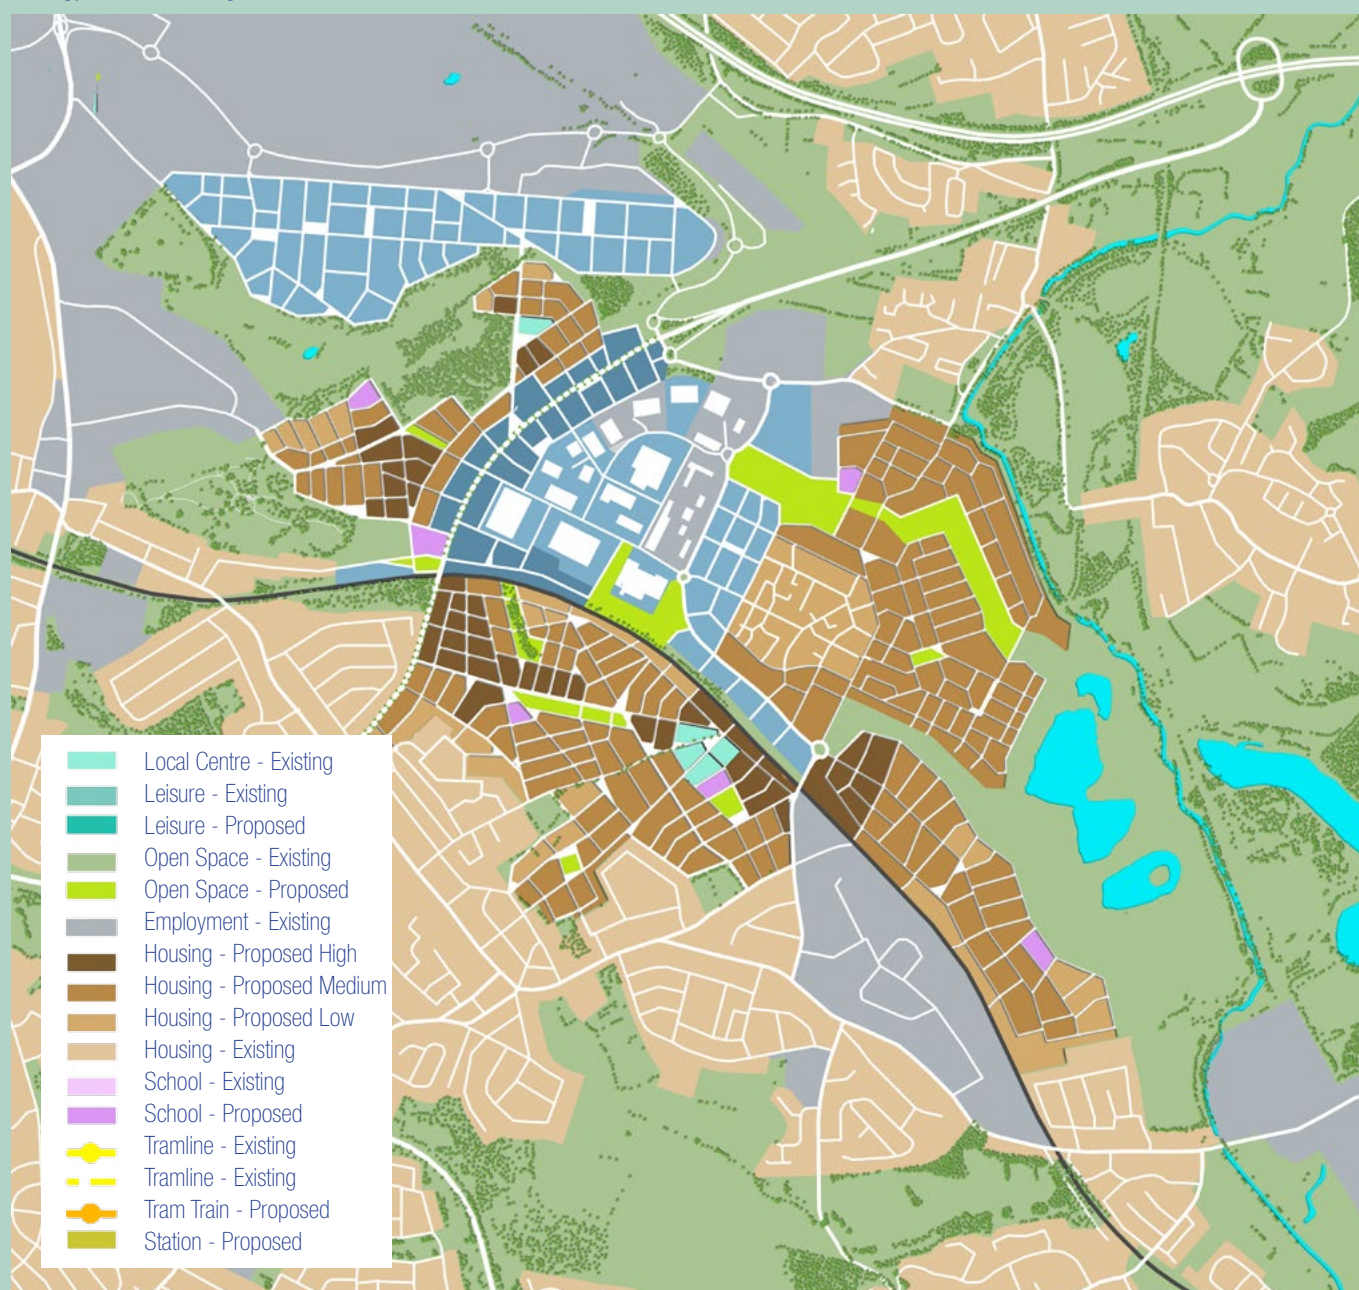 Local Centre - Existing
Leisure - Existing
Leisure - Proposed
Open Space - Existing
Open Space - Proposed
Employment - Existing
Housing - Proposed High
Housing - Proposed Medium
Housing - Proposed Low
Housing - Existing
School - Existing
School - Proposed
Tramline - Existing
Tramline - Existing
Tram Train - Proposed
Station - Proposed